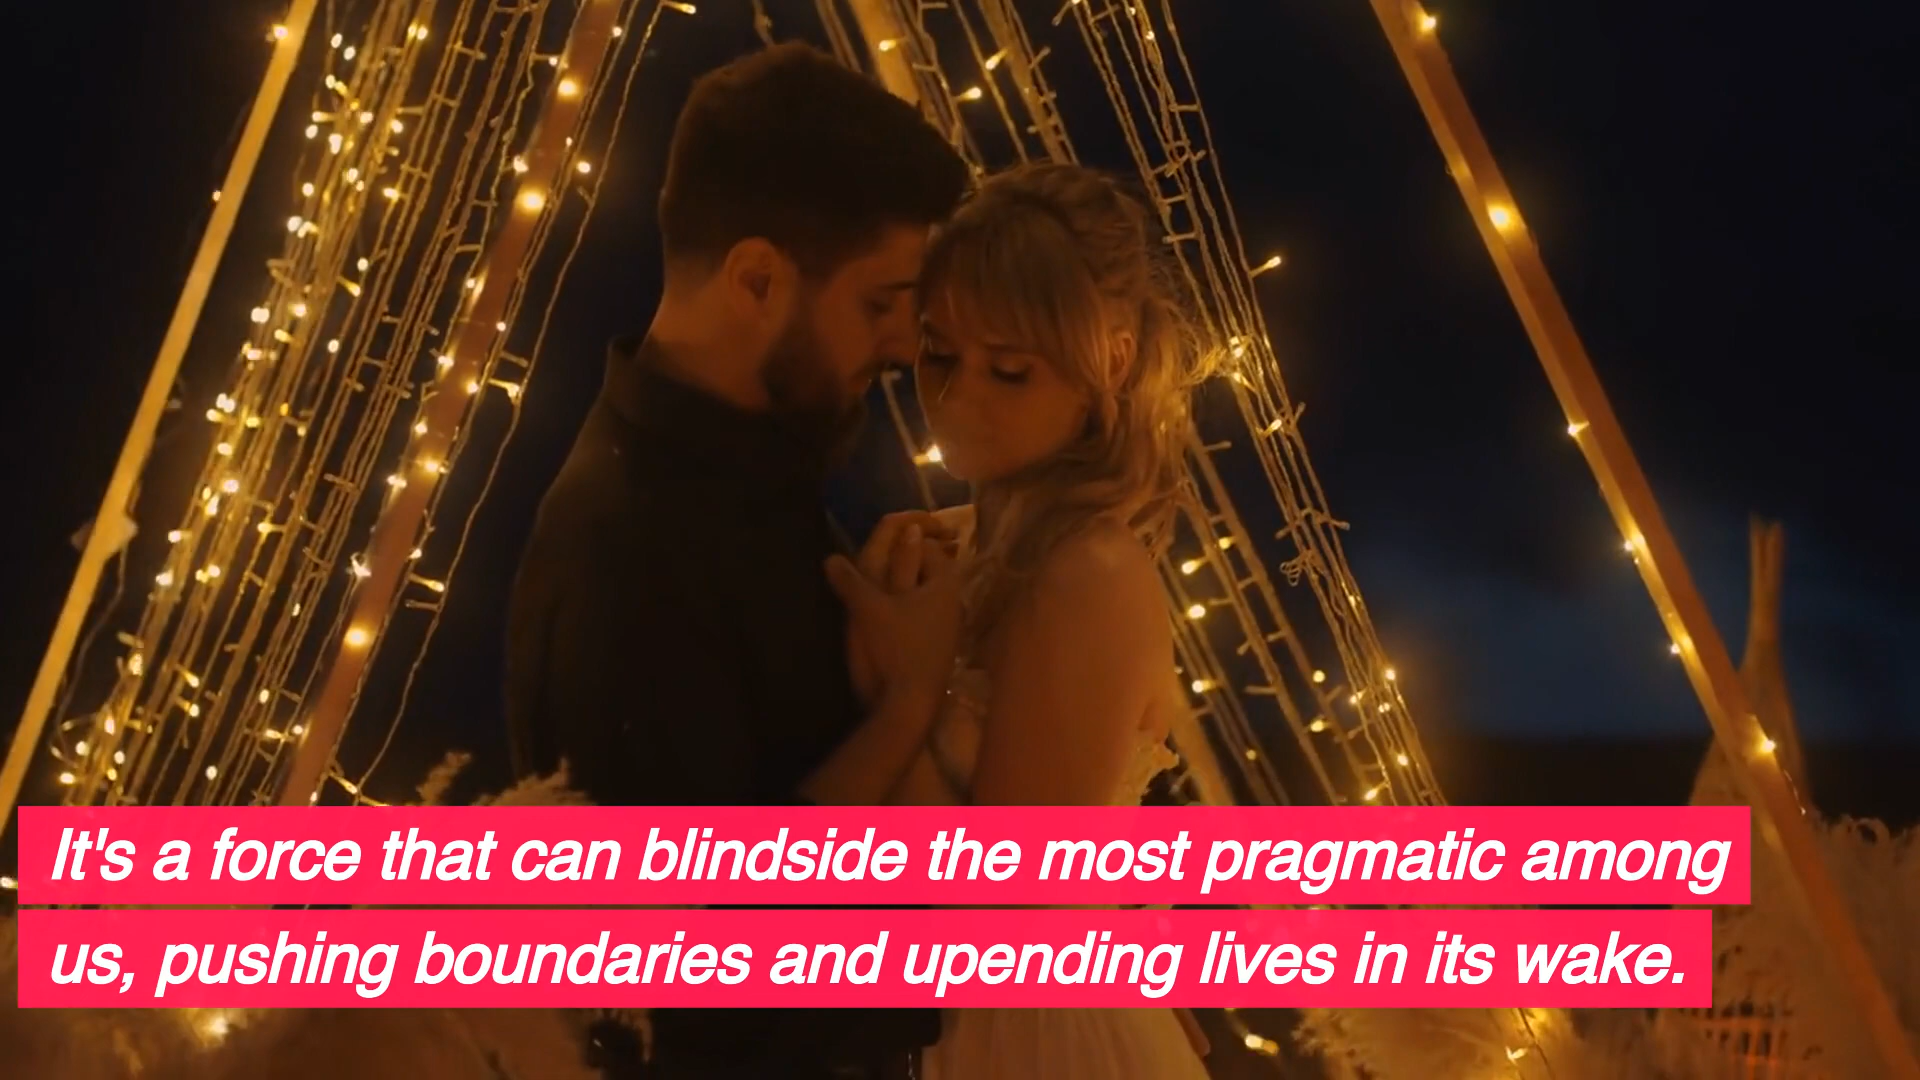 It's a force that can blindside the most pragmatic among
us, pushing boundaries and upending lives in its wake.